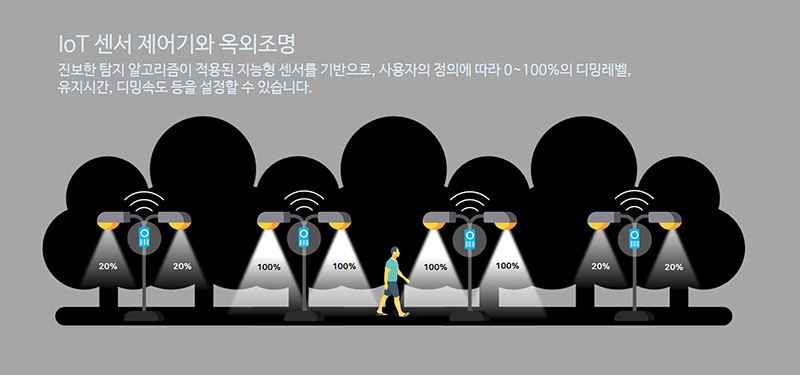 IoT 센서 제어기와 옥외조명
진보한 탐지 알고리즘이 적용된 지능형 센서를 기반으로, 사용자의 정의에 따라 0~100%의 디밍레벨,
유지시간, 디밍속도 등을 설정할 수 있습니다.
20% 20% 100% 100% 100% 100% 20% 20%